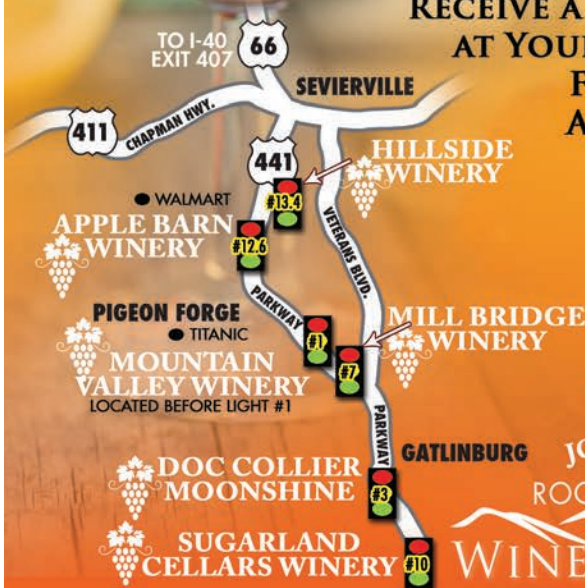 RECEIVE A
AT YOU
F
A
TO I-40
EXIT 407
66
SEVIERVILLE
411
CHAPMAN HWY.
441
HILLSIDE
WINERY
#13.4
WALMART
APPLE BARN
WINERY
#12.6
VETERANS BLVD.
PARKWAY
PIGEON FORGE
TITANIC
#1
MILL BRIDGE
WINERY
#7
MOUNTAIN
VALLEY WINERY
LOCATED BEFORE LIGHT #1
PARKWAY
GATLINBURG
DOC COLLIER
MOONSHINE
#3
JO
ROC
SUGARLAND
CELLARS WINERY
#10
WINE